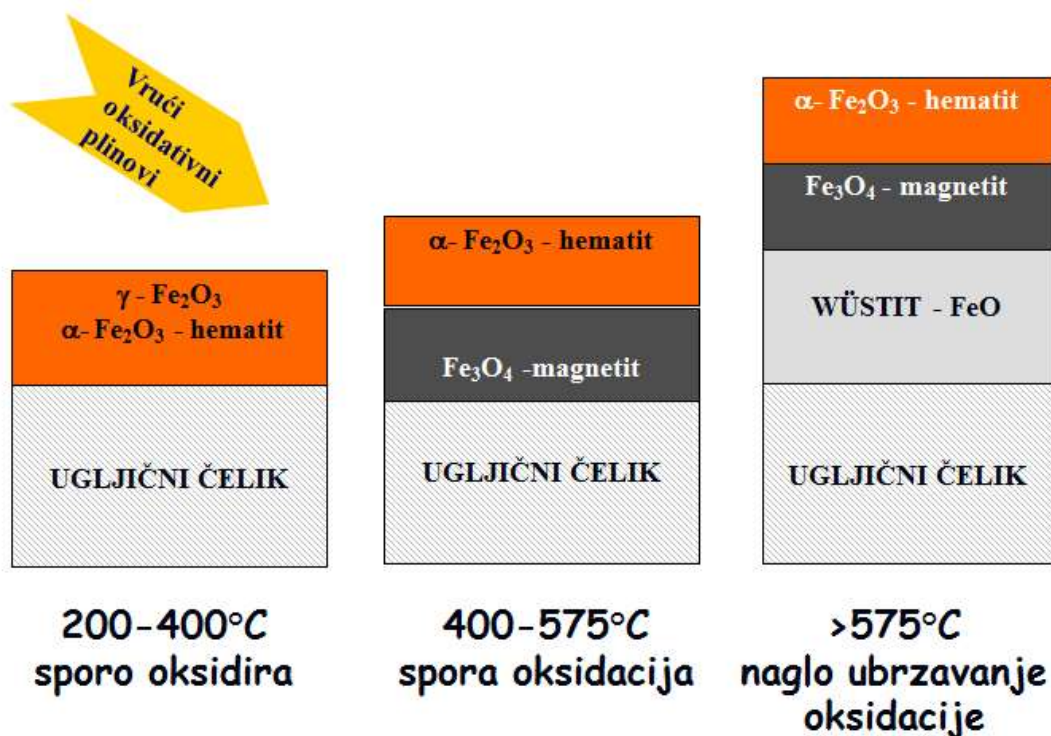 Vrući
oksidativni
plinovi
γ - Fe₂O₃
α- Fe₂O₃ - hematit
UGLJIČNI ČELIK
200-400°C
sporo oksidira
α- Fe₂O₃ - hematit
Fe₃O₄ -magnetit
UGLJIČNI ČELIK
400-575°C
spora oksidacija
α- Fe₂O₃ - hematit
Fe₃O₄ - magnetit
WÜSTIT - FeO
UGLJIČNI ČELIK
>575°C
naglo ubrzavanje
oksidacije